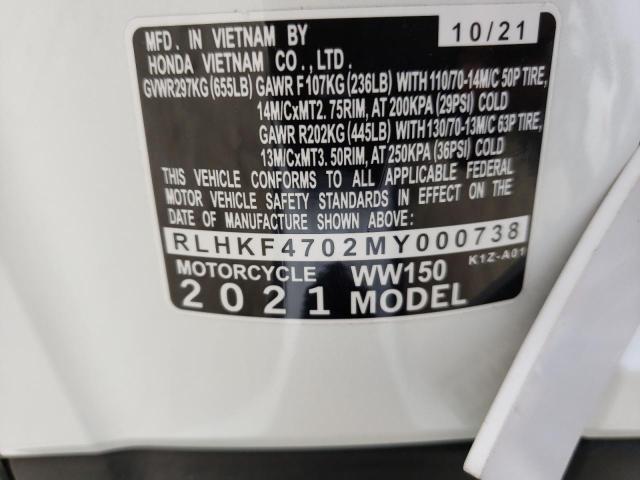 MFD. IN VIETNAM BY 10/21
HONDA VIETNAM CO., LTD.
GVWR297KG (655LB) GAWR F107KG (236LB) WITH 110/70-14M/C 50P TIRE,
14M/CxMT2. 75RIM, AT 200KPA (29PSI) COLD
GAWR R202KG (445LB) WITH 130/70-13M/C 63P TIRE,
13M/CxMT3. 50RIM, AT 250KPA (36PSI) COLD
THIS VEHICLE CONFORMS TO ALL APPLICABLE FEDERAL
MOTOR VEHICLE SAFETY STANDARDS IN EFFECT ON THE
DATE OF MANUFACTURE SHOWN ABOVE:
RLHKF4702MY000738
MOTORCYCLE WW150 K1Z-A01
2021 MODEL